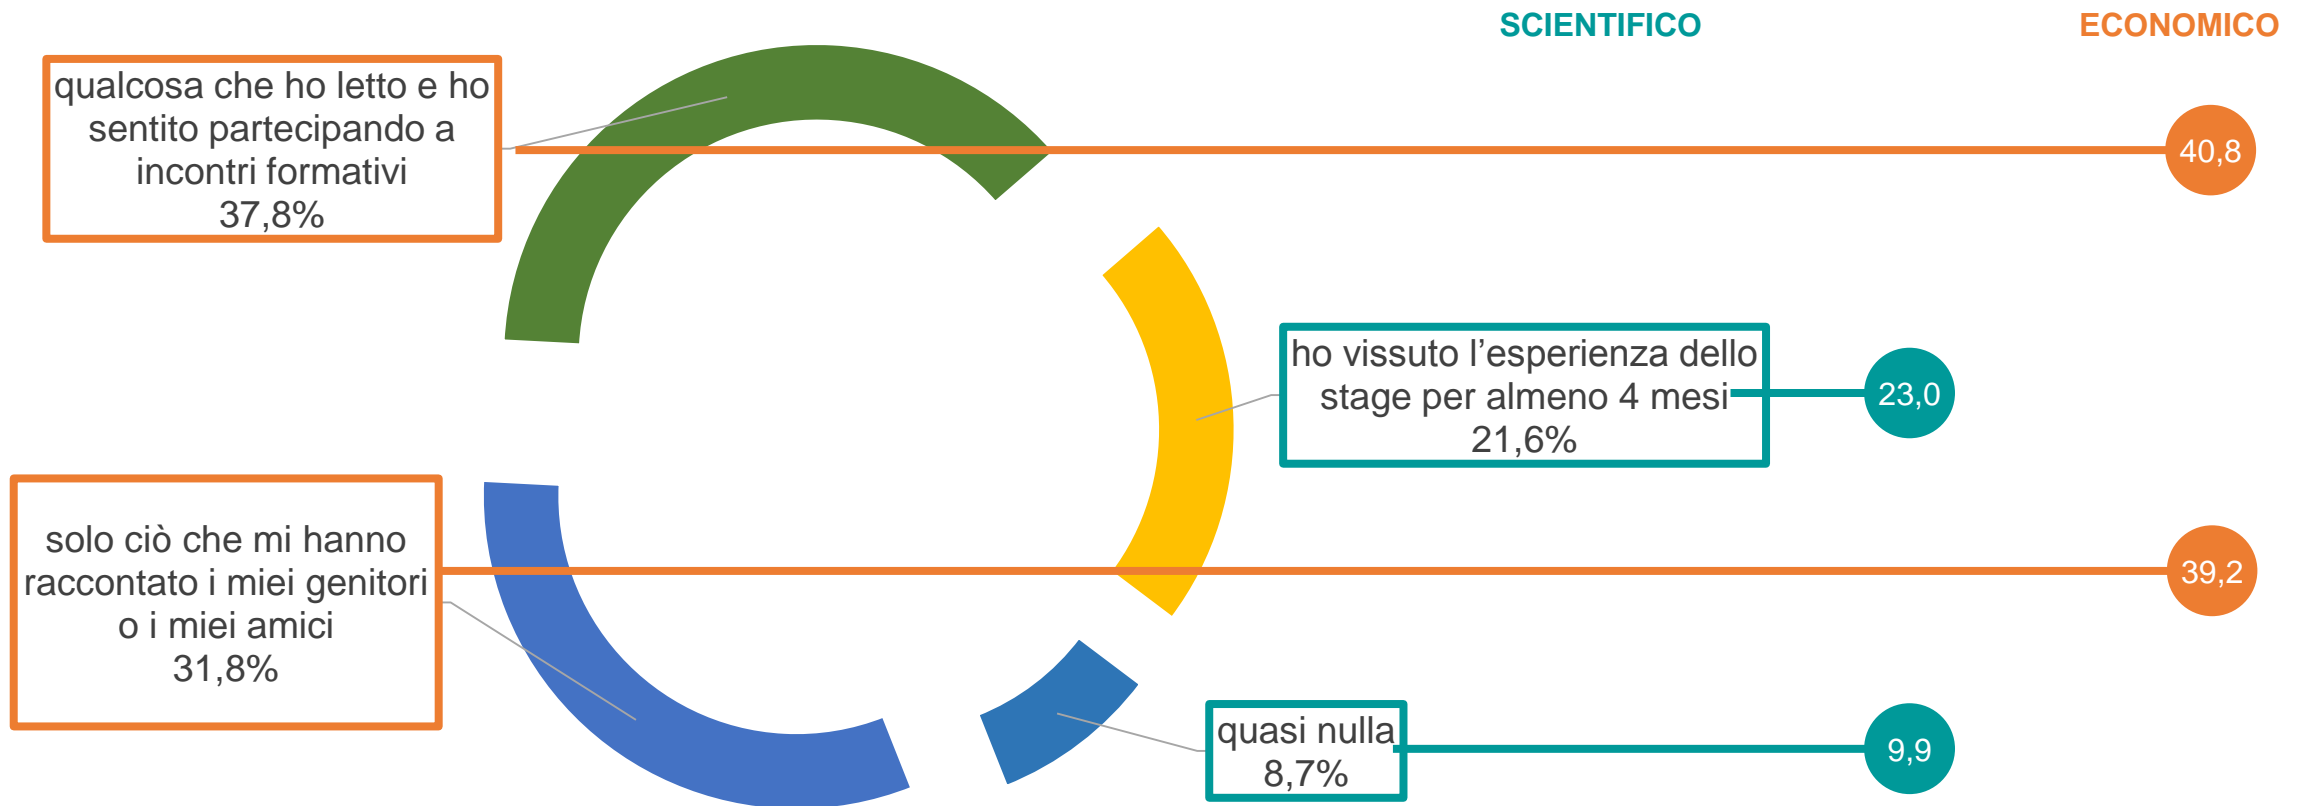 SCIENTIFICO
ECONOMICO
qualcosa che ho letto e ho
sentito partecipando a
incontri formativi
37,8%
40,8
ho vissuto l'esperienza dello
stage per almeno 4 mesi
21,6%
23,0
solo ciò che mi hanno
raccontato i miei genitori
o i miei amici
31,8%
39,2
quasi nulla
8,7%
9,9